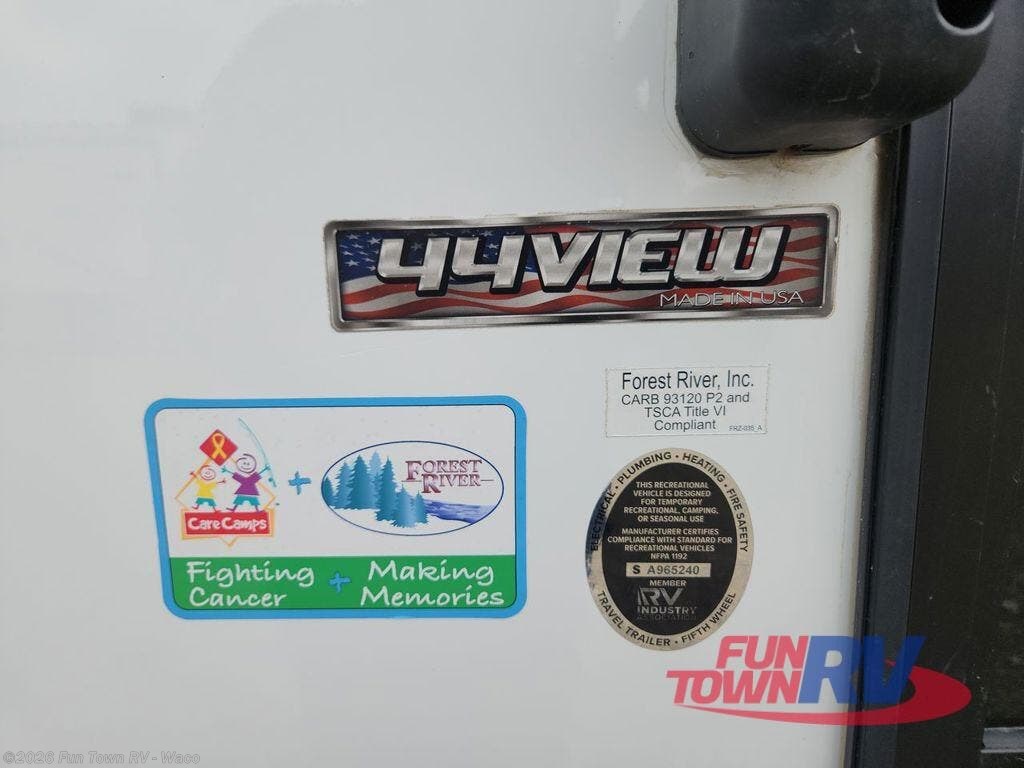 44VIEW
MADE IN USA
Forest River, Inc.
CARB 93120 P2 and
TSCA Title VI
Compliant
FRZ-035_A
CareCamps
+
FOREST
RIVER
Fighting
Cancer
+
Making
Memories
ELECTRICAL • PLUMBING • HEATING • FIRE SAFETY
THIS RECREATIONAL
VEHICLE IS DESIGNED
FOR TEMPORARY
RECREATIONAL, CAMPING,
OR SEASONAL USE
MANUFACTURER CERTIFIES
COMPLIANCE WITH STANDARD FOR
RECREATIONAL VEHICLES
NFPA 1192
S A965240
MEMBER
RV
INDUSTRY
ASSOCIATION
TRAVEL TRAILER • FIFTH WHEEL
FUN
TOWN RV
©2026 Fun Town RV - Waco